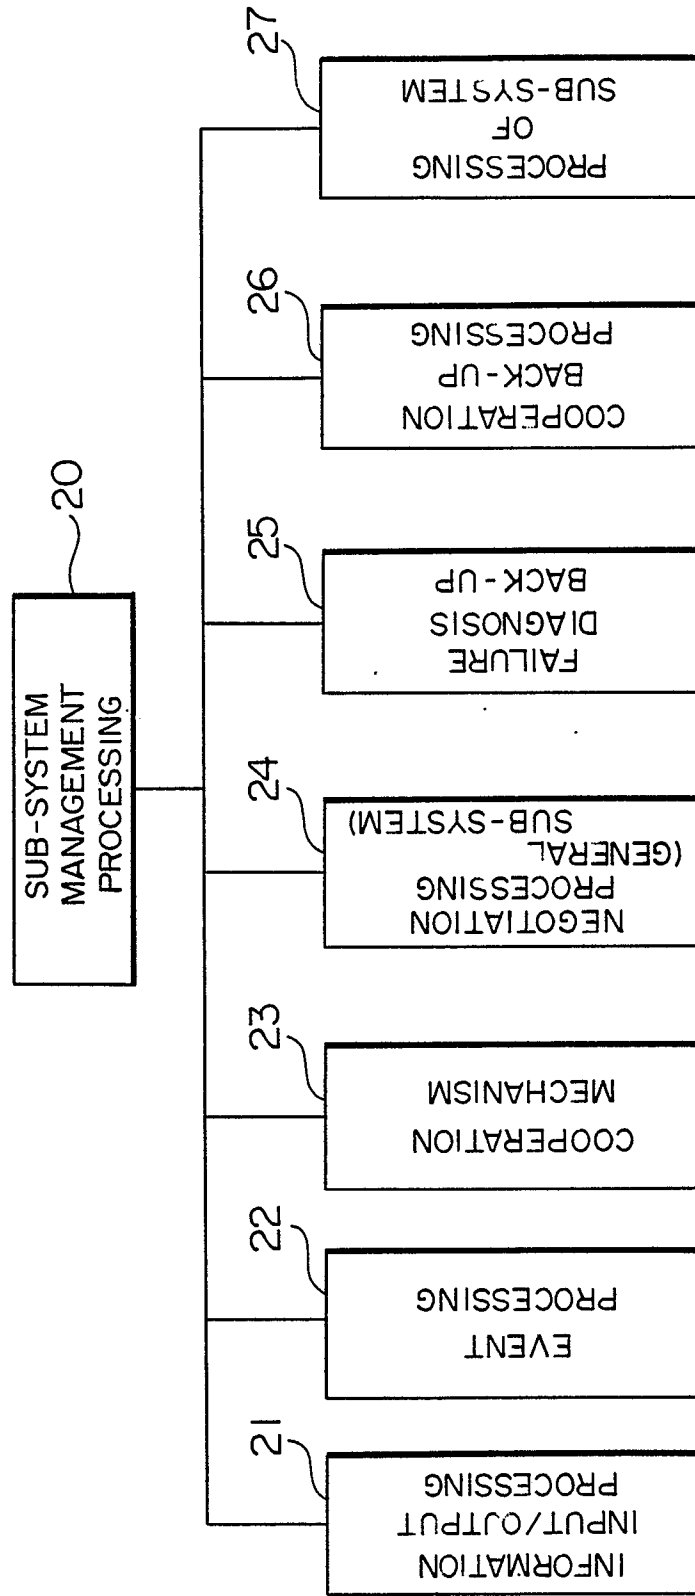 SUB-SYSTEM
MANAGEMENT
PROCESSING
20
21
INFORMATION
INPUT/OUTPUT
PROCESSING
22
EVENT
PROCESSING
23
COOPERATION
MECHANISM
24
NEGOTIATION
PROCESSING
(GENERAL
SUB-SYSTEM)
25
FAILURE
DIAGNOSIS
BACK-UP
26
COOPERATION
BACK-UP
PROCESSING
27
PROCESSING
OF
SUB-SYSTEM